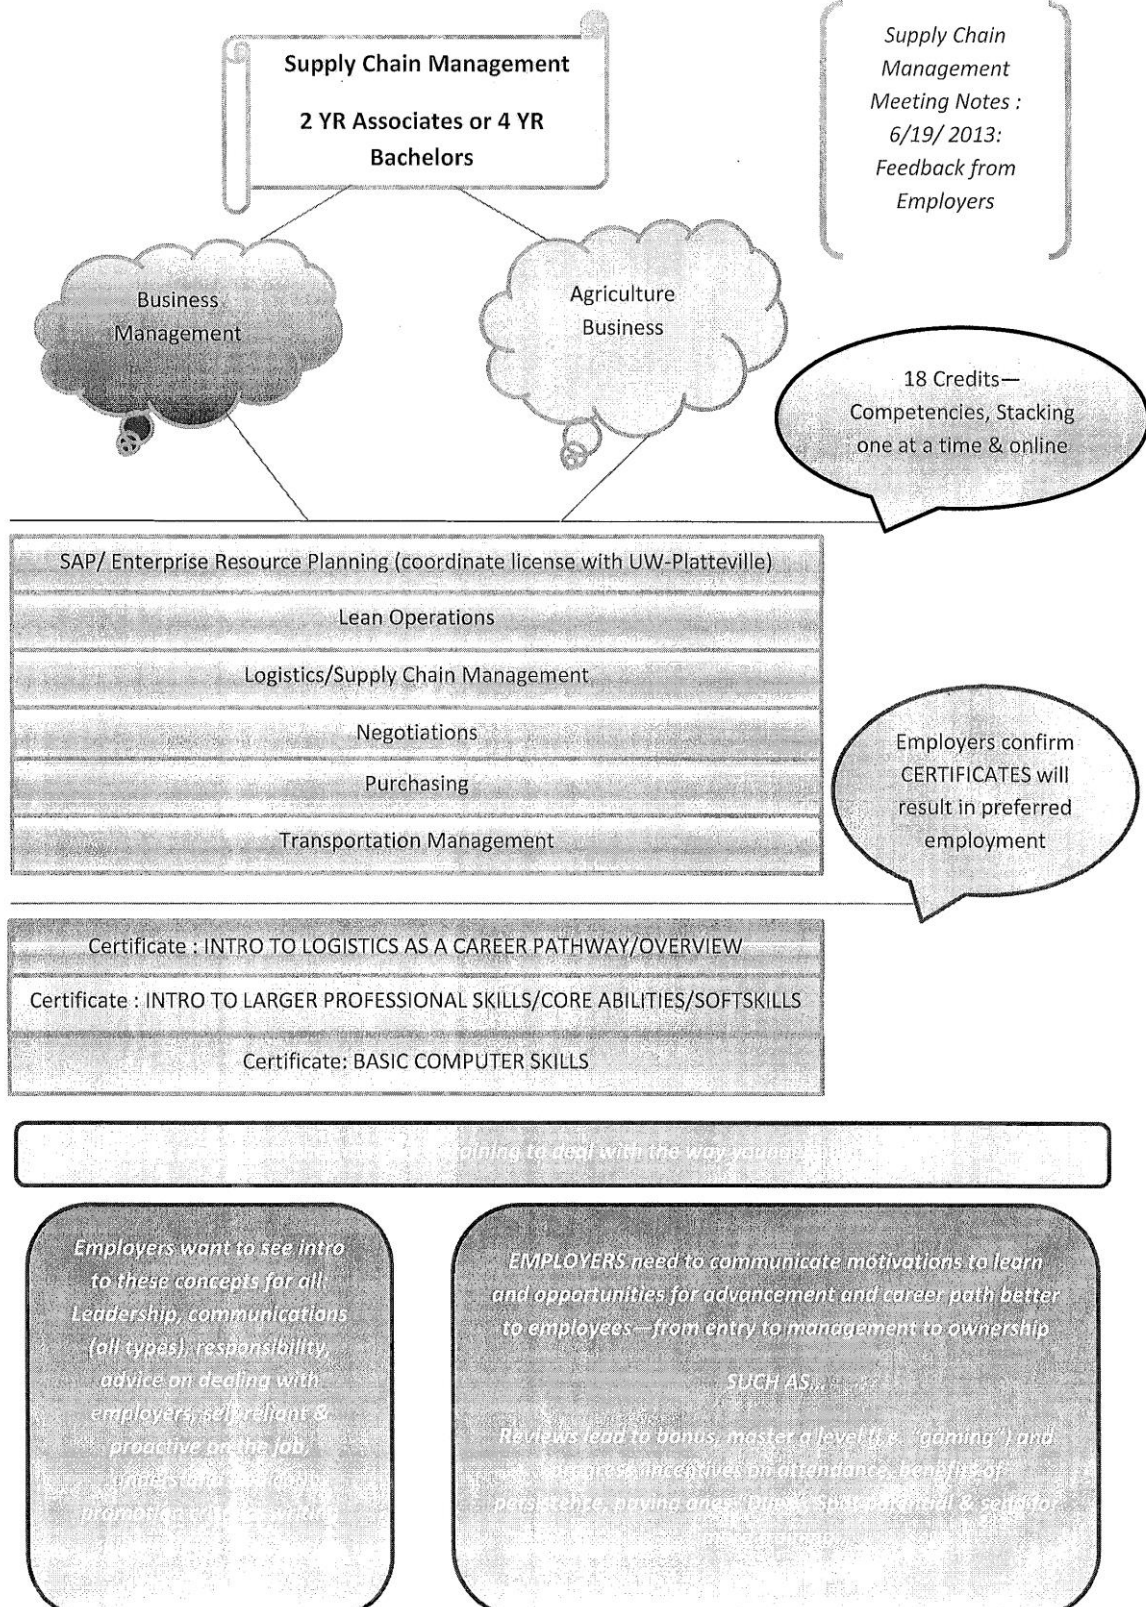 Supply Chain Management
2 YR Associates or 4 YR
Bachelors
Supply Chain
Management
Meeting Notes :
6/19/ 2013:
Feedback from
Employers
Business
Management
Agriculture
Business
18 Credits—
Competencies, Stacking
one at a time & online
SAP/ Enterprise Resource Planning (coordinate license with UW-Platteville)
Lean Operations
Logistics/Supply Chain Management
Negotiations
Purchasing
Transportation Management
Employers confirm
CERTIFICATES will
result in preferred
employment
Certificate : INTRO TO LOGISTICS AS A CAREER PATHWAY/OVERVIEW
Certificate : INTRO TO LARGER PROFESSIONAL SKILLS/CORE ABILITIES/SOFTSKILLS
Certificate: BASIC COMPUTER SKILLS
to deal with the way
Employers want to see intro
to these concepts for all:
Leadership, communications
(all types), responsibility,
advice on dealing with
employers, self reliant &
proactive on the job,
promotion
EMPLOYERS need to communicate motivations to learn
and opportunities for advancement and career path better
to employees—from entry to management to ownership
SUCH AS...
Reviews lead to bonus, master a level (i.e. "gaming") and
progress, incentives on attendance, benefits of
persistence, paying ones' Dues, Spot potential & send for